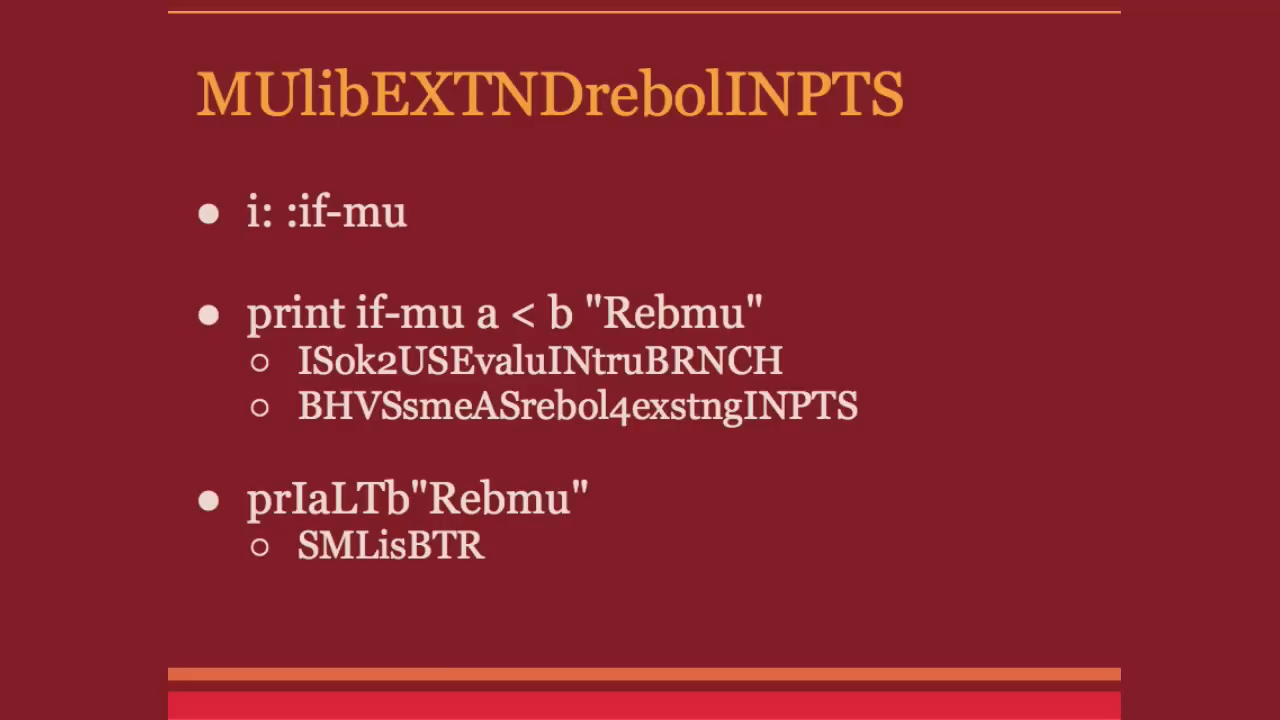 MUlibEXTNDrebolINPTS
● i: :if-mu
● print if-mu a < b "Rebmu"
○ ISok2USEvaluINtruBRNCH
○ BHVSsmeASrebol4exstngINPTS
● prIaLTb"Rebmu"
○ SMLisBTR